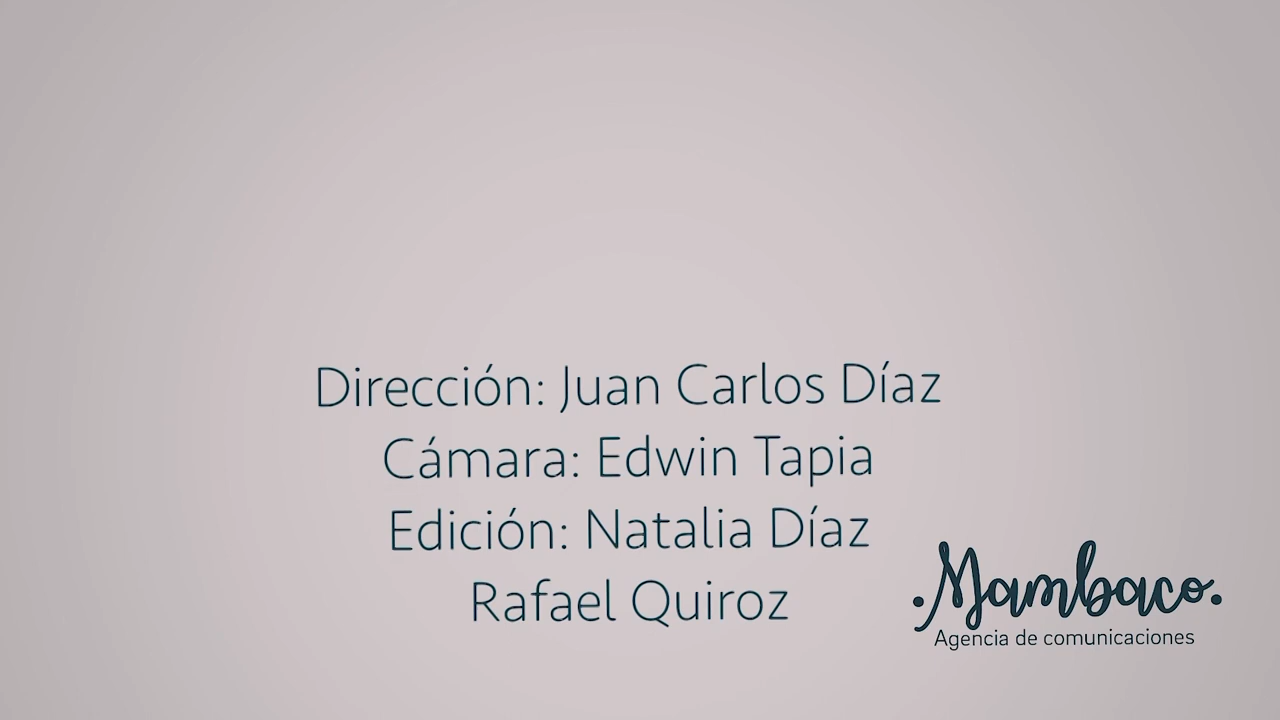 Dirección: Juan Carlos Díaz
Cámara: Edwin Tapia
Edición: Natalia Díaz
Rafael Quiroz
.Mambaco.
Agencia de comunicaciones